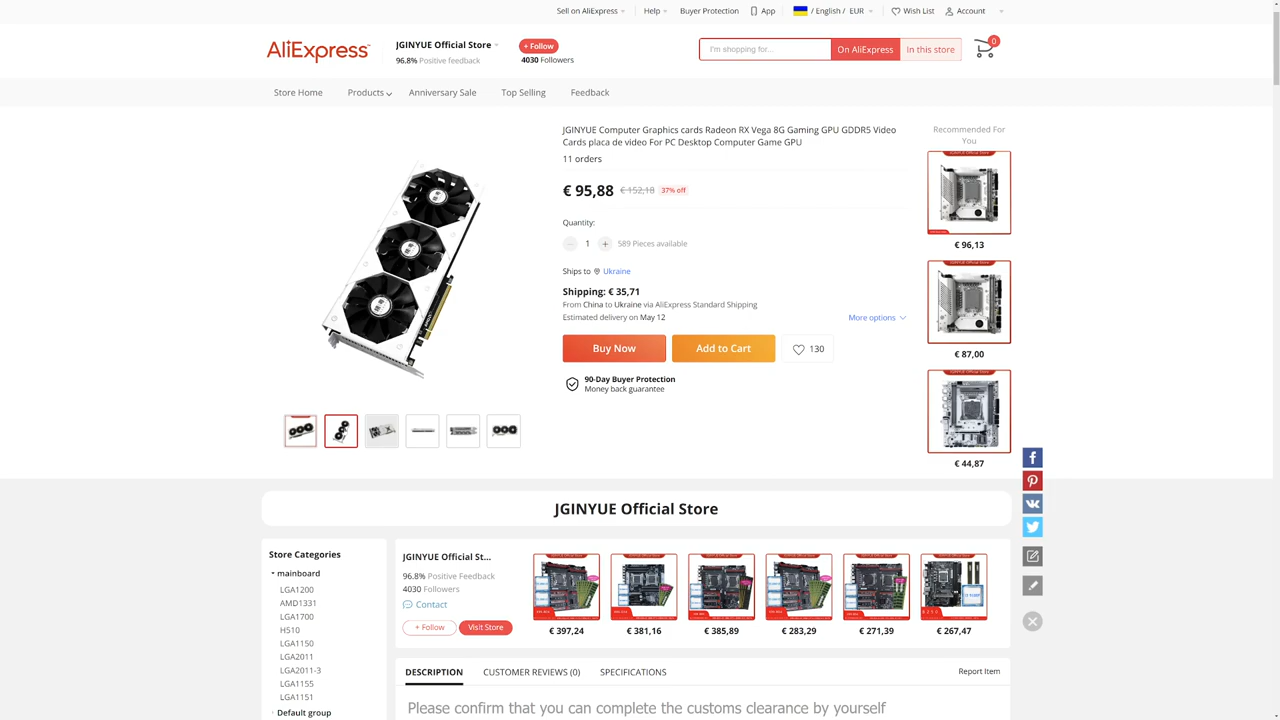 Sell on AliExpress
Help
Buyer Protection
App
/ English / EUR
Wish List
Account
AliExpress
JGINYUE Official Store
96.8% Positive feedback
+ Follow
4030 Followers
I'm shopping for...
On AliExpress
In this store
0
Store Home
Products
Anniversary Sale
Top Selling
Feedback
JGINYUE Computer Graphics cards Radeon RX Vega 8G Gaming GPU GDDR5 Video
Cards placa de video For PC Desktop Computer Game GPU
11 orders
€ 95,88 € 152,18 37% off
Quantity:
1 589 Pieces available
Ships to Ukraine
Shipping: € 35,71
From China to Ukraine via AliExpress Standard Shipping
Estimated delivery on May 12
More options
Buy Now
Add to Cart
130
90-Day Buyer Protection
Money back guarantee
Recommended For
You
€ 96,13
€ 87,00
€ 44,87
JGINYUE Official Store
Store Categories
mainboard
LGA1200
AMD1331
LGA1700
H510
LGA1150
LGA2011
LGA2011-3
LGA1155
LGA1151
Default group
JGINYUE Official St...
96.8% Positive Feedback
4030 Followers
Contact
+ Follow
Visit Store
€ 397,24
€ 381,16
€ 385,89
€ 283,29
€ 271,39
€ 267,47
DESCRIPTION
CUSTOMER REVIEWS (0)
SPECIFICATIONS
Report Item
Please confirm that you can complete the customs clearance by yourself